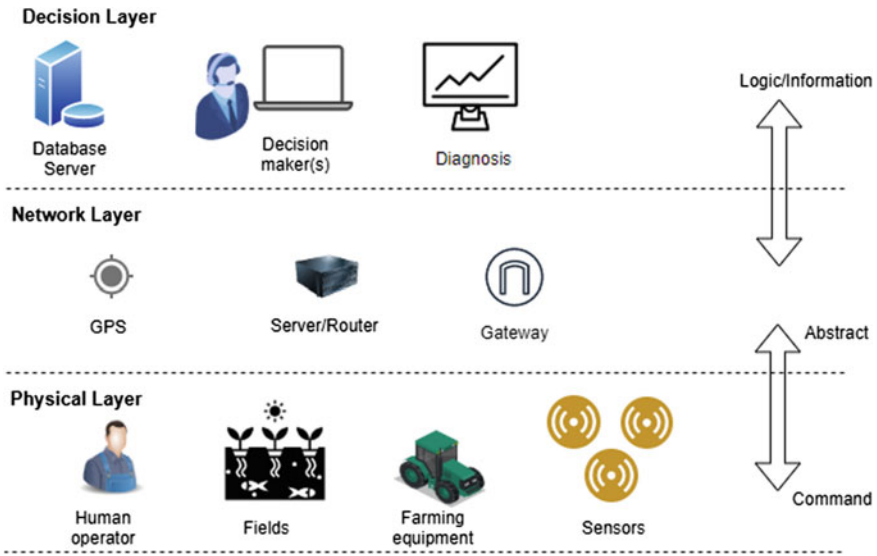 Decision Layer
Logic/Information
Database
Server
Decision
maker(s)
Diagnosis
Network Layer
GPS
Server/Router
Gateway
Abstract
Physical Layer
Human
operator
Fields
Farming
equipment
Sensors
Command